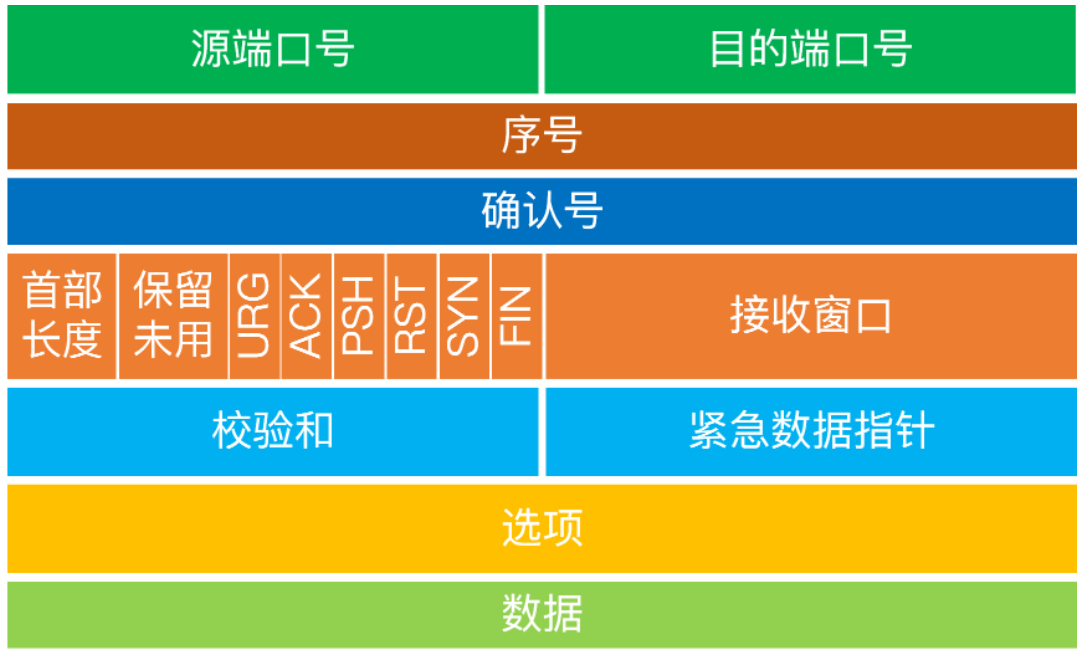 源端口号 目的端口号
序号
确认号
首部长度 保留未用 URG ACK PSH RST SYN FIN 接收窗口
校验和 紧急数据指针
选项
数据